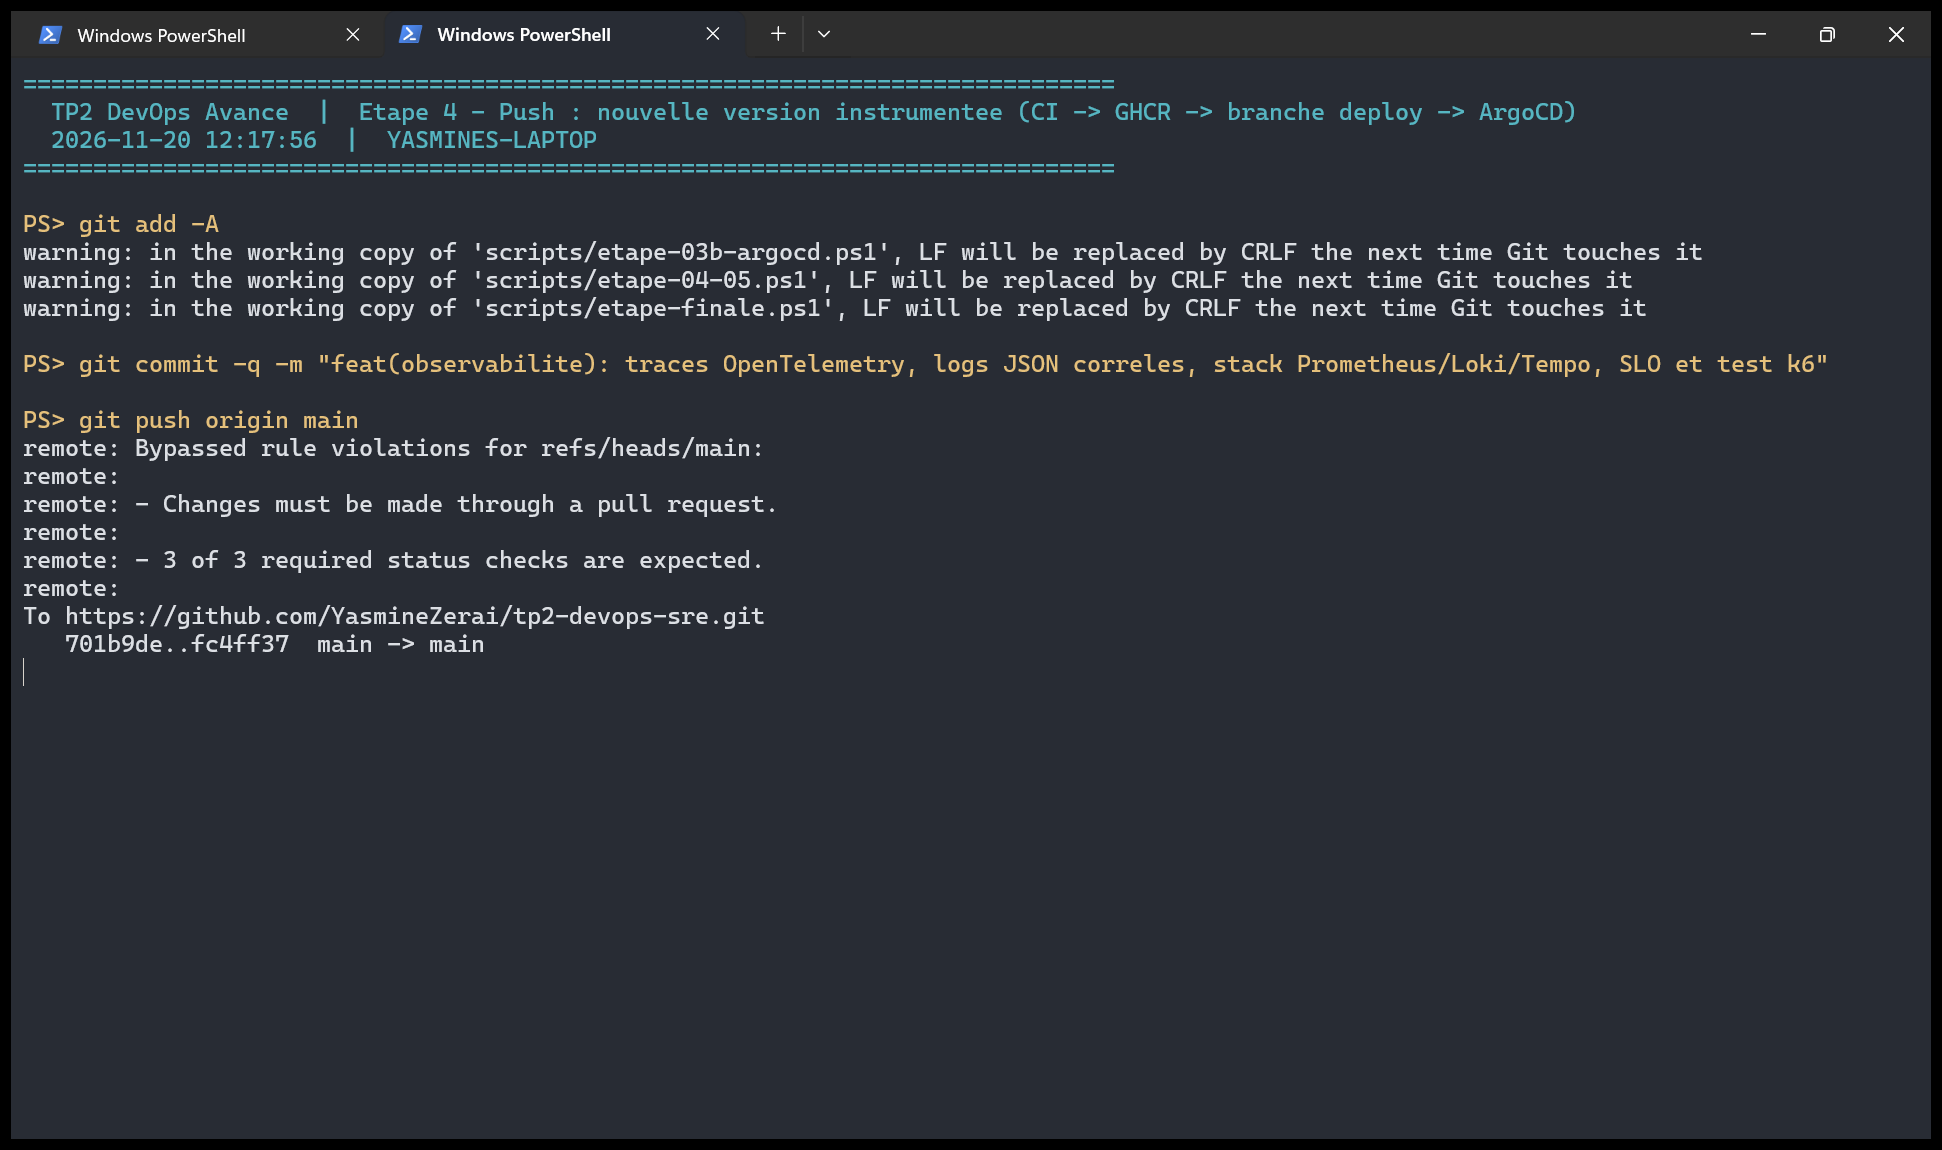 Windows PowerShell
Windows PowerShell
==============================================================================
TP2 DevOps Avance | Etape 4 - Push : nouvelle version instrumentee (CI -> GHCR -> branche deploy -> ArgoCD)
2026-11-20 12:17:56 | YASMINES-LAPTOP
==============================================================================
PS> git add -A
warning: in the working copy of 'scripts/etape-03b-argocd.ps1', LF will be replaced by CRLF the next time Git touches it
warning: in the working copy of 'scripts/etape-04-05.ps1', LF will be replaced by CRLF the next time Git touches it
warning: in the working copy of 'scripts/etape-finale.ps1', LF will be replaced by CRLF the next time Git touches it
PS> git commit -q -m "feat(observabilite): traces OpenTelemetry, logs JSON correles, stack Prometheus/Loki/Tempo, SLO et test k6"
PS> git push origin main
remote: Bypassed rule violations for refs/heads/main:
remote:
remote: - Changes must be made through a pull request.
remote:
remote: - 3 of 3 required status checks are expected.
remote:
To https://github.com/YasmineZerai/tp2-devops-sre.git
701b9de..fc4ff37  main -> main